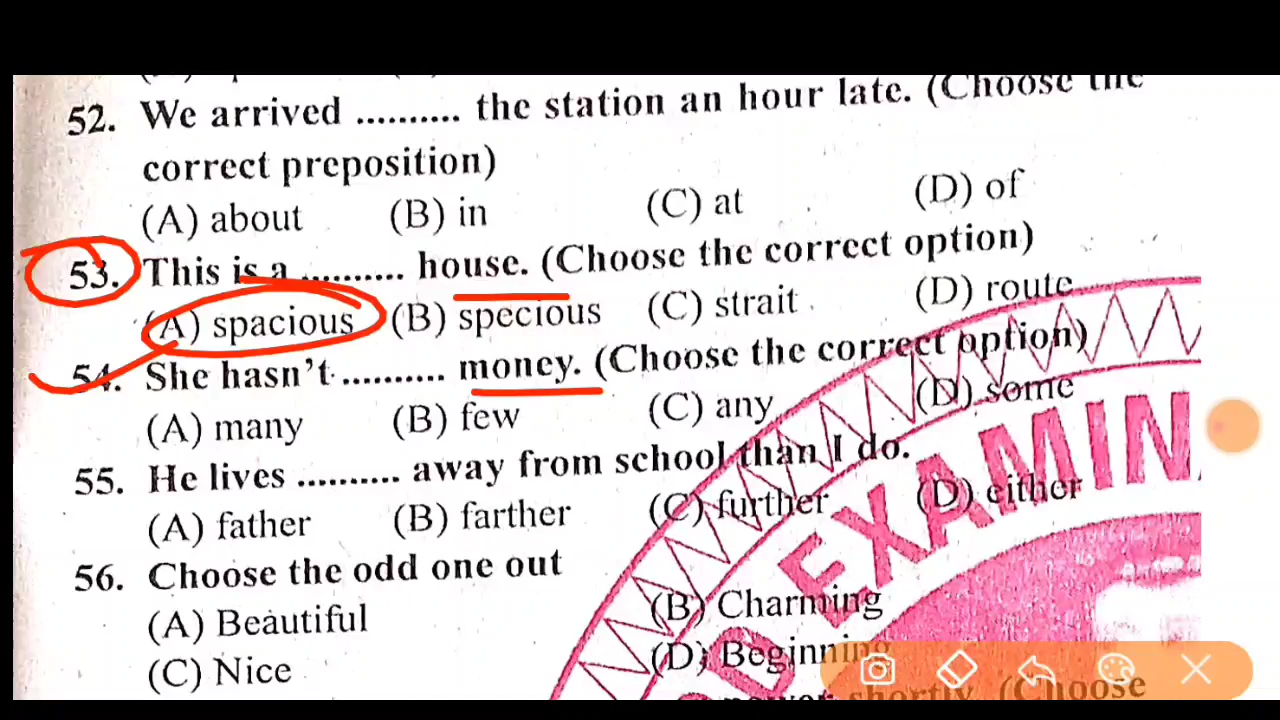 52. We arrived .......... the station an hour late. (Choose the
correct preposition)
(A) about (B) in (C) at (D) of
53. This is a .......... house. (Choose the correct option)
(A) spacious (B) specious (C) strait (D) route
54. She hasn't .......... money. (Choose the correct option)
(A) many (B) few (C) any (D) some
55. He lives .......... away from school than I do.
(A) father (B) farther (C) further (D) either
56. Choose the odd one out
(A) Beautiful (B) Charming
(C) Nice (D) Beginning
shortly. (Choose
EXAMIN